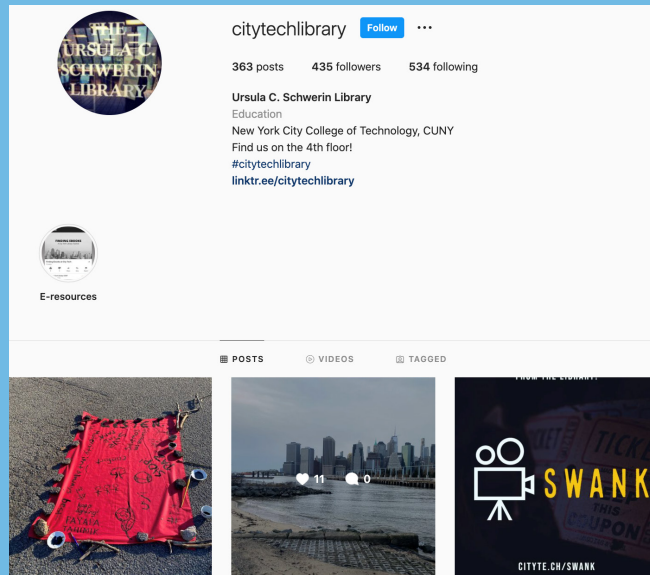 THE
URSULA C.
SCHWERIN
LIBRARY
citytechlibrary Follow •••
363 posts 435 followers 534 following
Ursula C. Schwerin Library
Education
New York City College of Technology, CUNY
Find us on the 4th floor!
#citytechlibrary
linktr.ee/citytechlibrary
E-resources
POSTS VIDEOS TAGGED
11 0
FROM THE LIBRARY!
TICKET
THIS
COUPON
SWANK
CITYTE.CH/SWANK